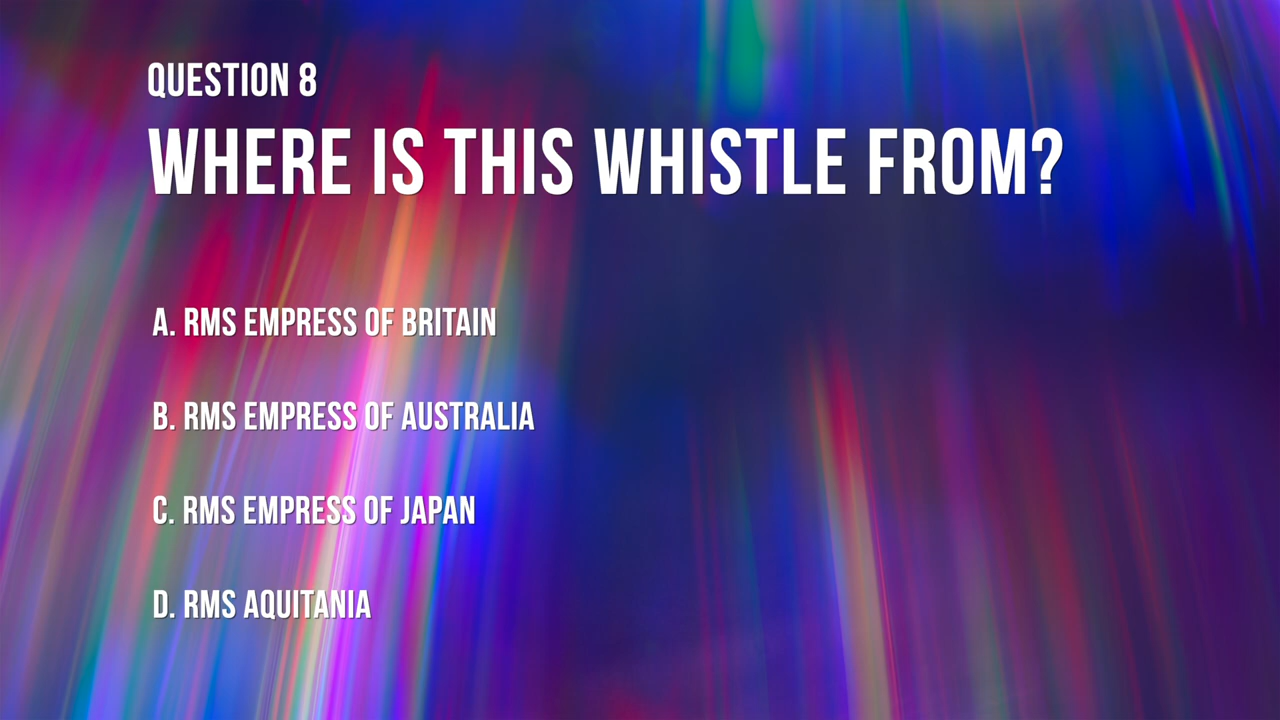 QUESTION 8
WHERE IS THIS WHISTLE FROM?
A. RMS EMPRESS OF BRITAIN
B. RMS EMPRESS OF AUSTRALIA
C. RMS EMPRESS OF JAPAN
D. RMS AQUITANIA